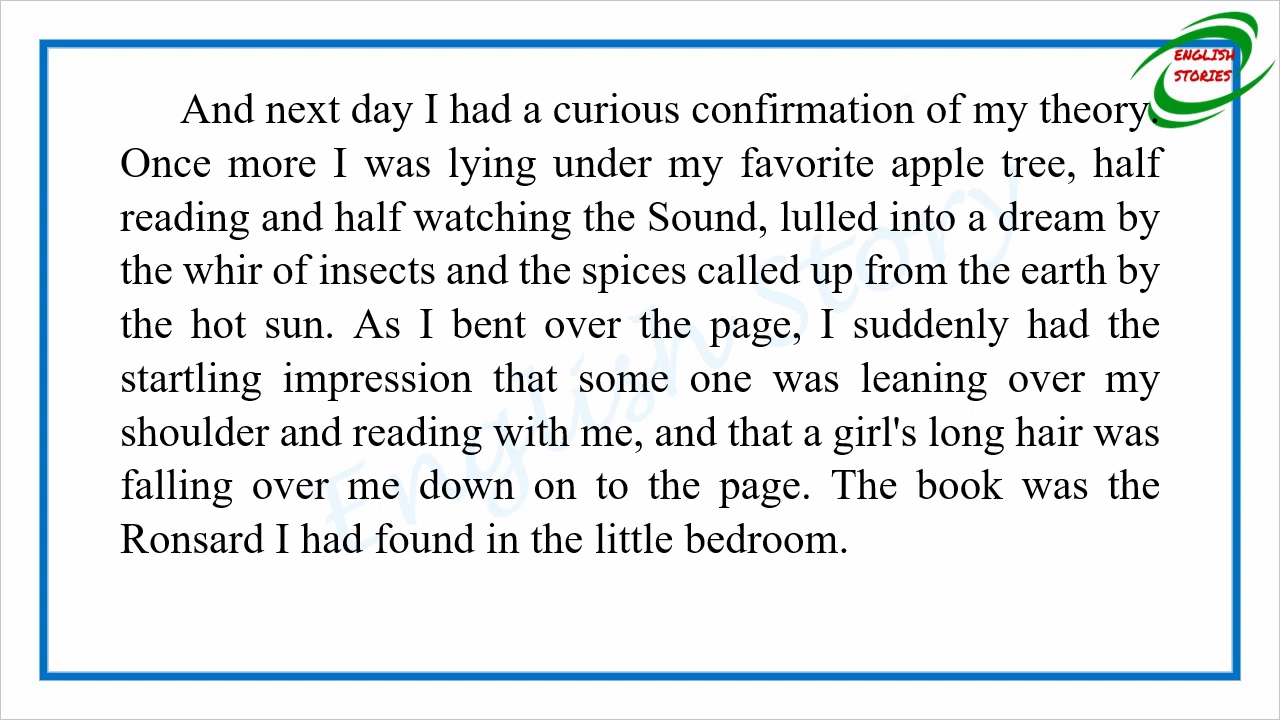 ENGLISH
STORIES
And next day I had a curious confirmation of my theory.
Once more I was lying under my favorite apple tree, half
reading and half watching the Sound, lulled into a dream by
the whir of insects and the spices called up from the earth by
the hot sun. As I bent over the page, I suddenly had the
startling impression that some one was leaning over my
shoulder and reading with me, and that a girl's long hair was
falling over me down on to the page. The book was the
Ronsard I had found in the little bedroom.
English Story